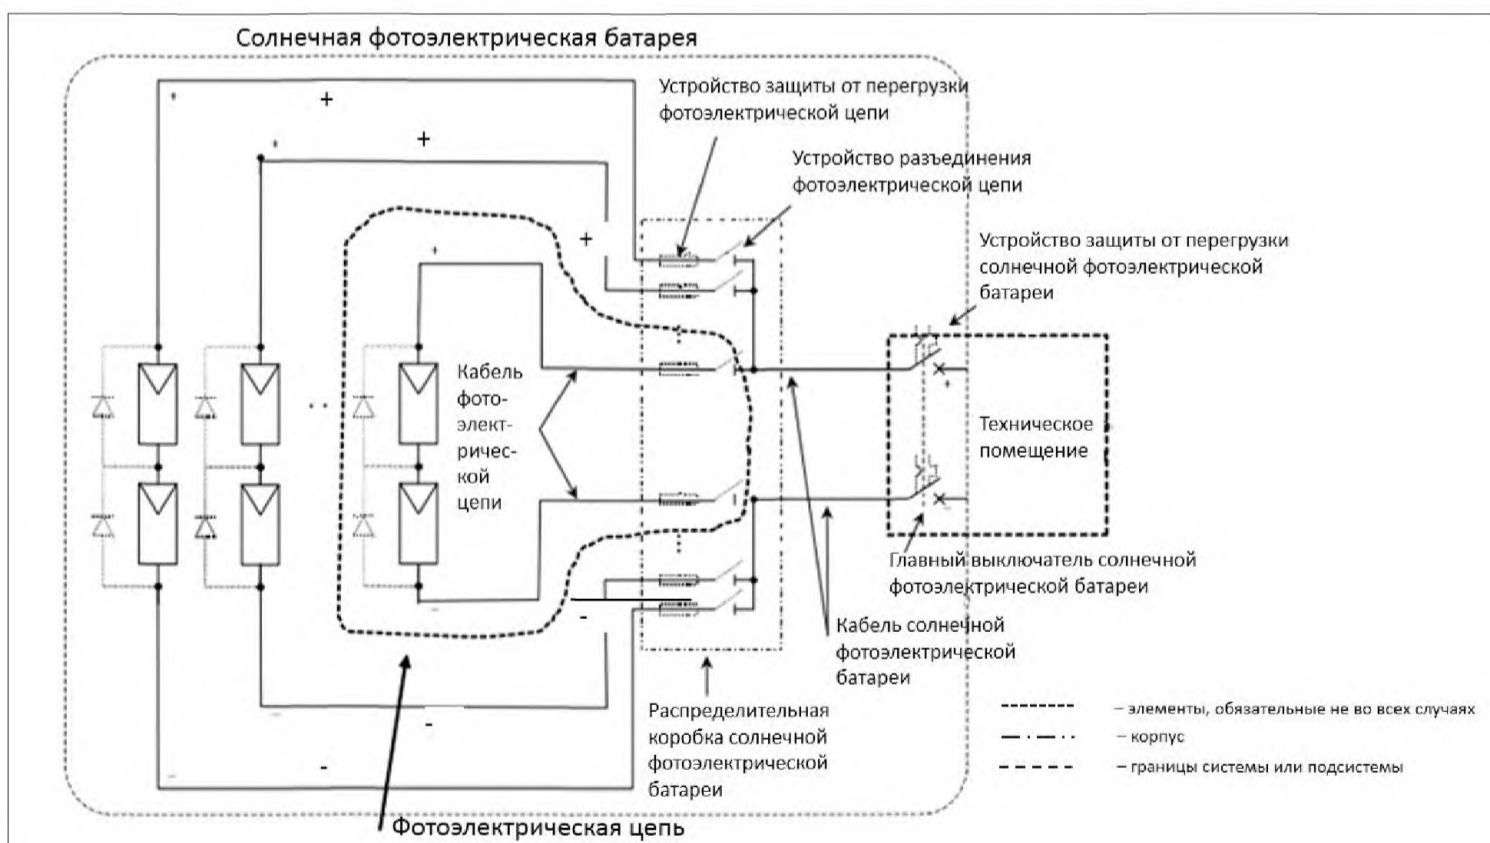 Солнечная фотоэлектрическая батарея
Устройство защиты от перегрузки
фотоэлектрической цепи
Устройство разъединения
фотоэлектрической цепи
Устройство защиты от перегрузки
солнечной фотоэлектрической
батареи
+
+
+
+
+
+
Кабель
фото-
элект-
ричес-
кой
цепи
+
Техническое
помещение
Главный выключатель солнечной
фотоэлектрической батареи
-
-
-
-
-
-
-
Кабель солнечной
фотоэлектрической
батареи
Распределительная
коробка солнечной
фотоэлектрической
батареи
– элементы, обязательные не во всех случаях
– корпус
– границы системы или подсистемы
Фотоэлектрическая цепь